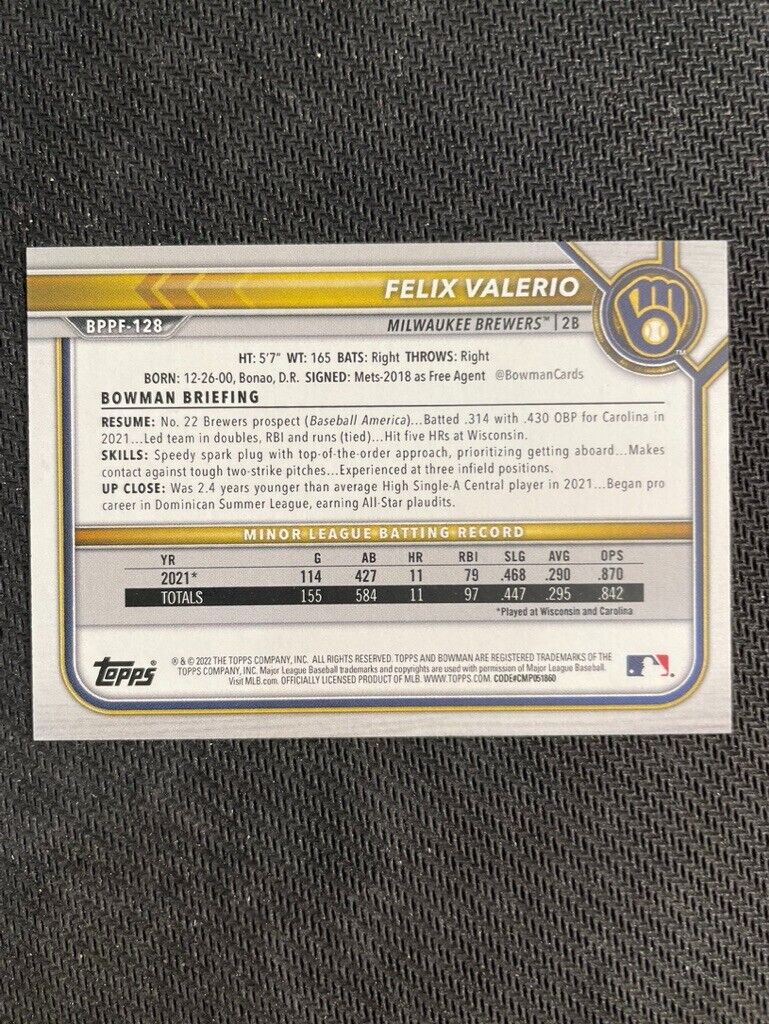 FELIX VALERIO
BPPF-128
MILWAUKEE BREWERS™ | 2B
HT: 5'7" WT: 165 BATS: Right THROWS: Right
BORN: 12-26-00, Bonao, D.R. SIGNED: Mets-2018 as Free Agent @BowmanCards
BOWMAN BRIEFING
RESUME: No. 22 Brewers prospect (Baseball America)...Batted .314 with .430 OBP for Carolina in
2021...Led team in doubles, RBI and runs (tied)...Hit five HRs at Wisconsin.
SKILLS: Speedy spark plug with top-of-the-order approach, prioritizing getting aboard...Makes
contact against tough two-strike pitches...Experienced at three infield positions.
UP CLOSE: Was 2.4 years younger than average High Single-A Central player in 2021...Began pro
career in Dominican Summer League, earning All-Star plaudits.
MINOR LEAGUE BATTING RECORD
YR G AB HR RBI SLG AVG OPS
2021* 114 427 11 79 .468 .290 .870
TOTALS 155 584 11 97 .447 .295 .842
*Played at Wisconsin and Carolina
Topps®
® & © 2022 THE TOPPS COMPANY, INC. ALL RIGHTS RESERVED. TOPPS AND BOWMAN ARE REGISTERED TRADEMARKS OF THE
TOPPS COMPANY, INC. Major League Baseball trademarks and copyrights are used with permission of Major League Baseball.
Visit MLB.com. OFFICIALLY LICENSED PRODUCT OF MLB. WWW.TOPPS.COM. CODE#CMP051860